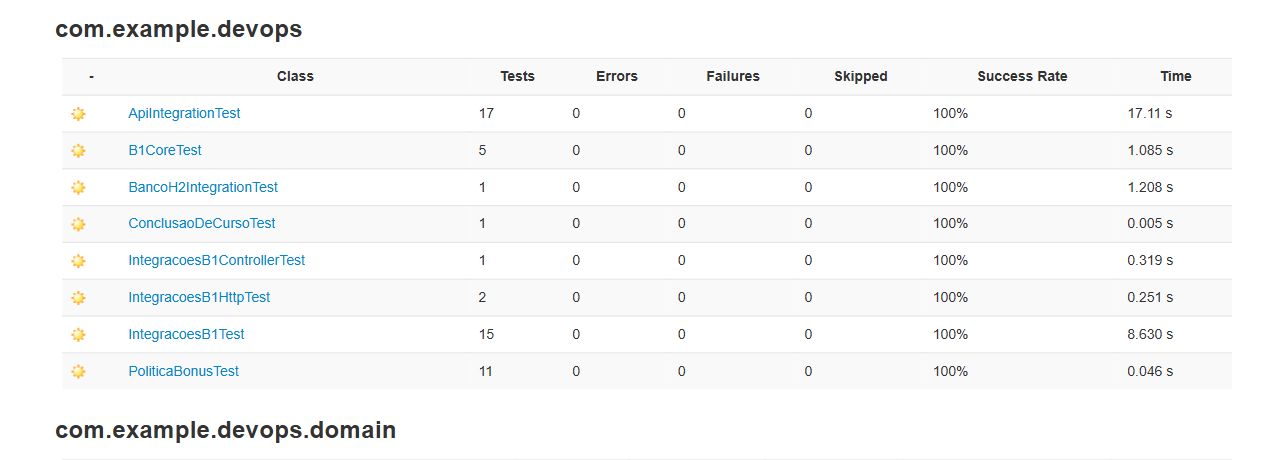 com.example.devops
- Class Tests Errors Failures Skipped Success Rate Time
ApiIntegrationTest 17 0 0 0 100% 17.11 s
B1CoreTest 5 0 0 0 100% 1.085 s
BancoH2IntegrationTest 1 0 0 0 100% 1.208 s
ConclusaoDeCursoTest 1 0 0 0 100% 0.005 s
IntegracoesB1ControllerTest 1 0 0 0 100% 0.319 s
IntegracoesB1HttpTest 2 0 0 0 100% 0.251 s
IntegracoesB1Test 15 0 0 0 100% 8.630 s
PoliticaBonusTest 11 0 0 0 100% 0.046 s
com.example.devops.domain